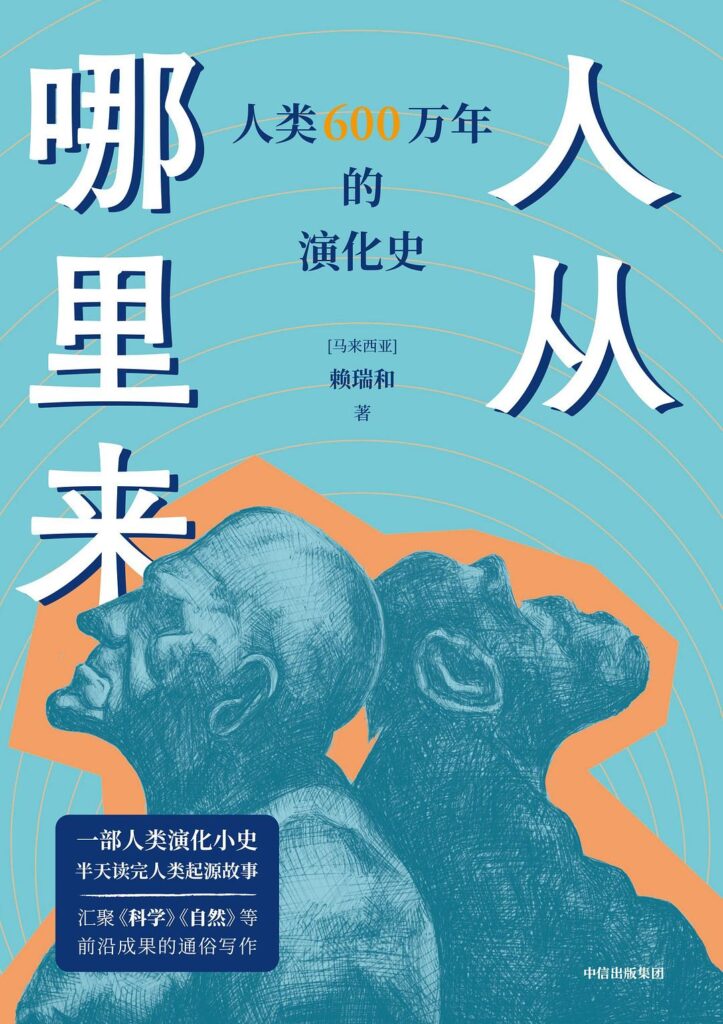 人从
哪里来
人类600万年
的
演化史
[马来西亚]
赖瑞和
著
一部人类演化小史
半天读完人类起源故事
汇聚《科学》《自然》等
前沿成果的通俗写作
中信出版集团